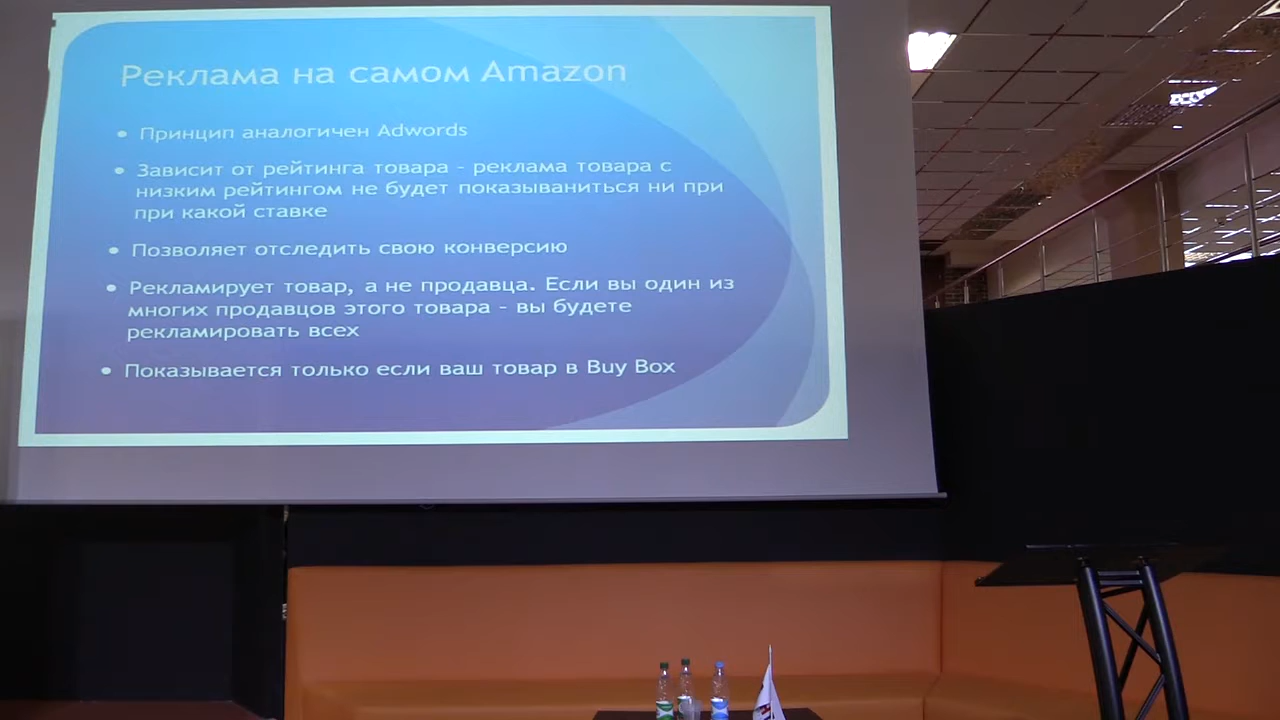 Реклама на самом Amazon
• Принцип аналогичен Adwords
• Зависит от рейтинга товара - реклама товара с
низким рейтингом не будет показываниться ни при
при какой ставке
• Позволяет отследить свою конверсию
• Рекламирует товар, а не продавца. Если вы один из
многих продавцов этого товара - вы будете
рекламировать всех
• Показывается только если ваш товар в Buy Box